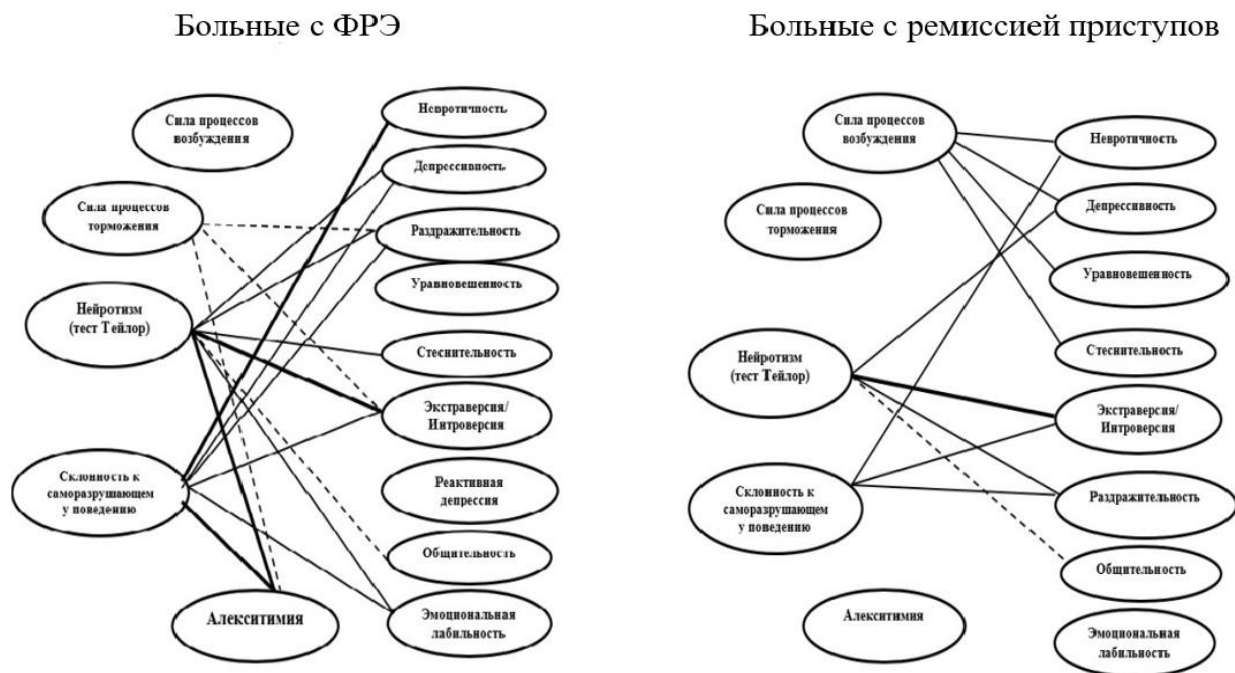 Больные с ФРЭ
Сила процессов
возбуждения
Сила процессов
торможения
Нейротизм
(тест Тейлор)
Склонность к
саморазрушающем
у поведению
Алекситимия
Невротичность
Депрессивность
Раздражительность
Уравновешенность
Стеснительность
Экстраверсия/
Интроверсия
Реактивная
депрессия
Общительность
Эмоциональная
лабильность
Больные с ремиссией приступов
Сила процессов
возбуждения
Сила процессов
торможения
Нейротизм
(тест Тейлор)
Склонность к
саморазрушающем
у поведению
Алекситимия
Невротичность
Депрессивность
Уравновешенность
Стеснительность
Экстраверсия/
Интроверсия
Раздражительность
Общительность
Эмоциональная
лабильность